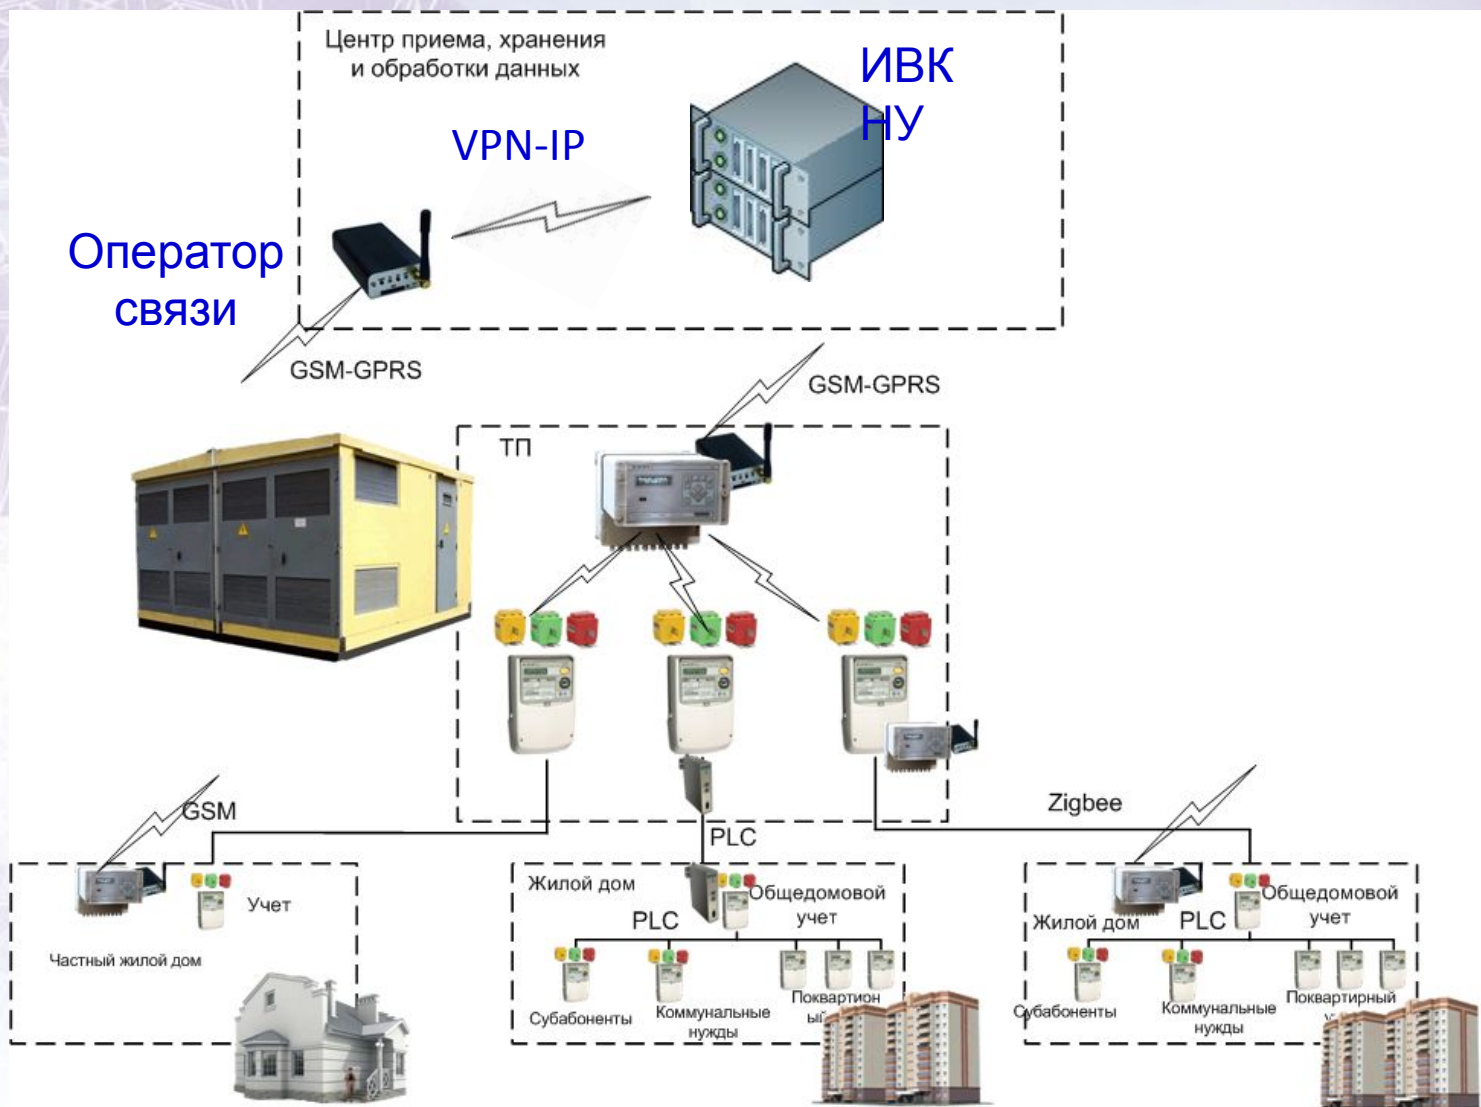 Центр приема, хранения
и обработки данных
ИВК
НУ
VPN-IP
Оператор
связи
GSM-GPRS
GSM-GPRS
ТП
GSM
Zigbee
PLC
Учет
Частный жилой дом
Жилой дом
Общедомовой
учет
PLC
Субабоненты
Коммунальные
нужды
Поквартион
ый
Общедомовой
учет
Жилой дом
PLC
Субабоненты
Коммунальные
нужды
Поквартирный